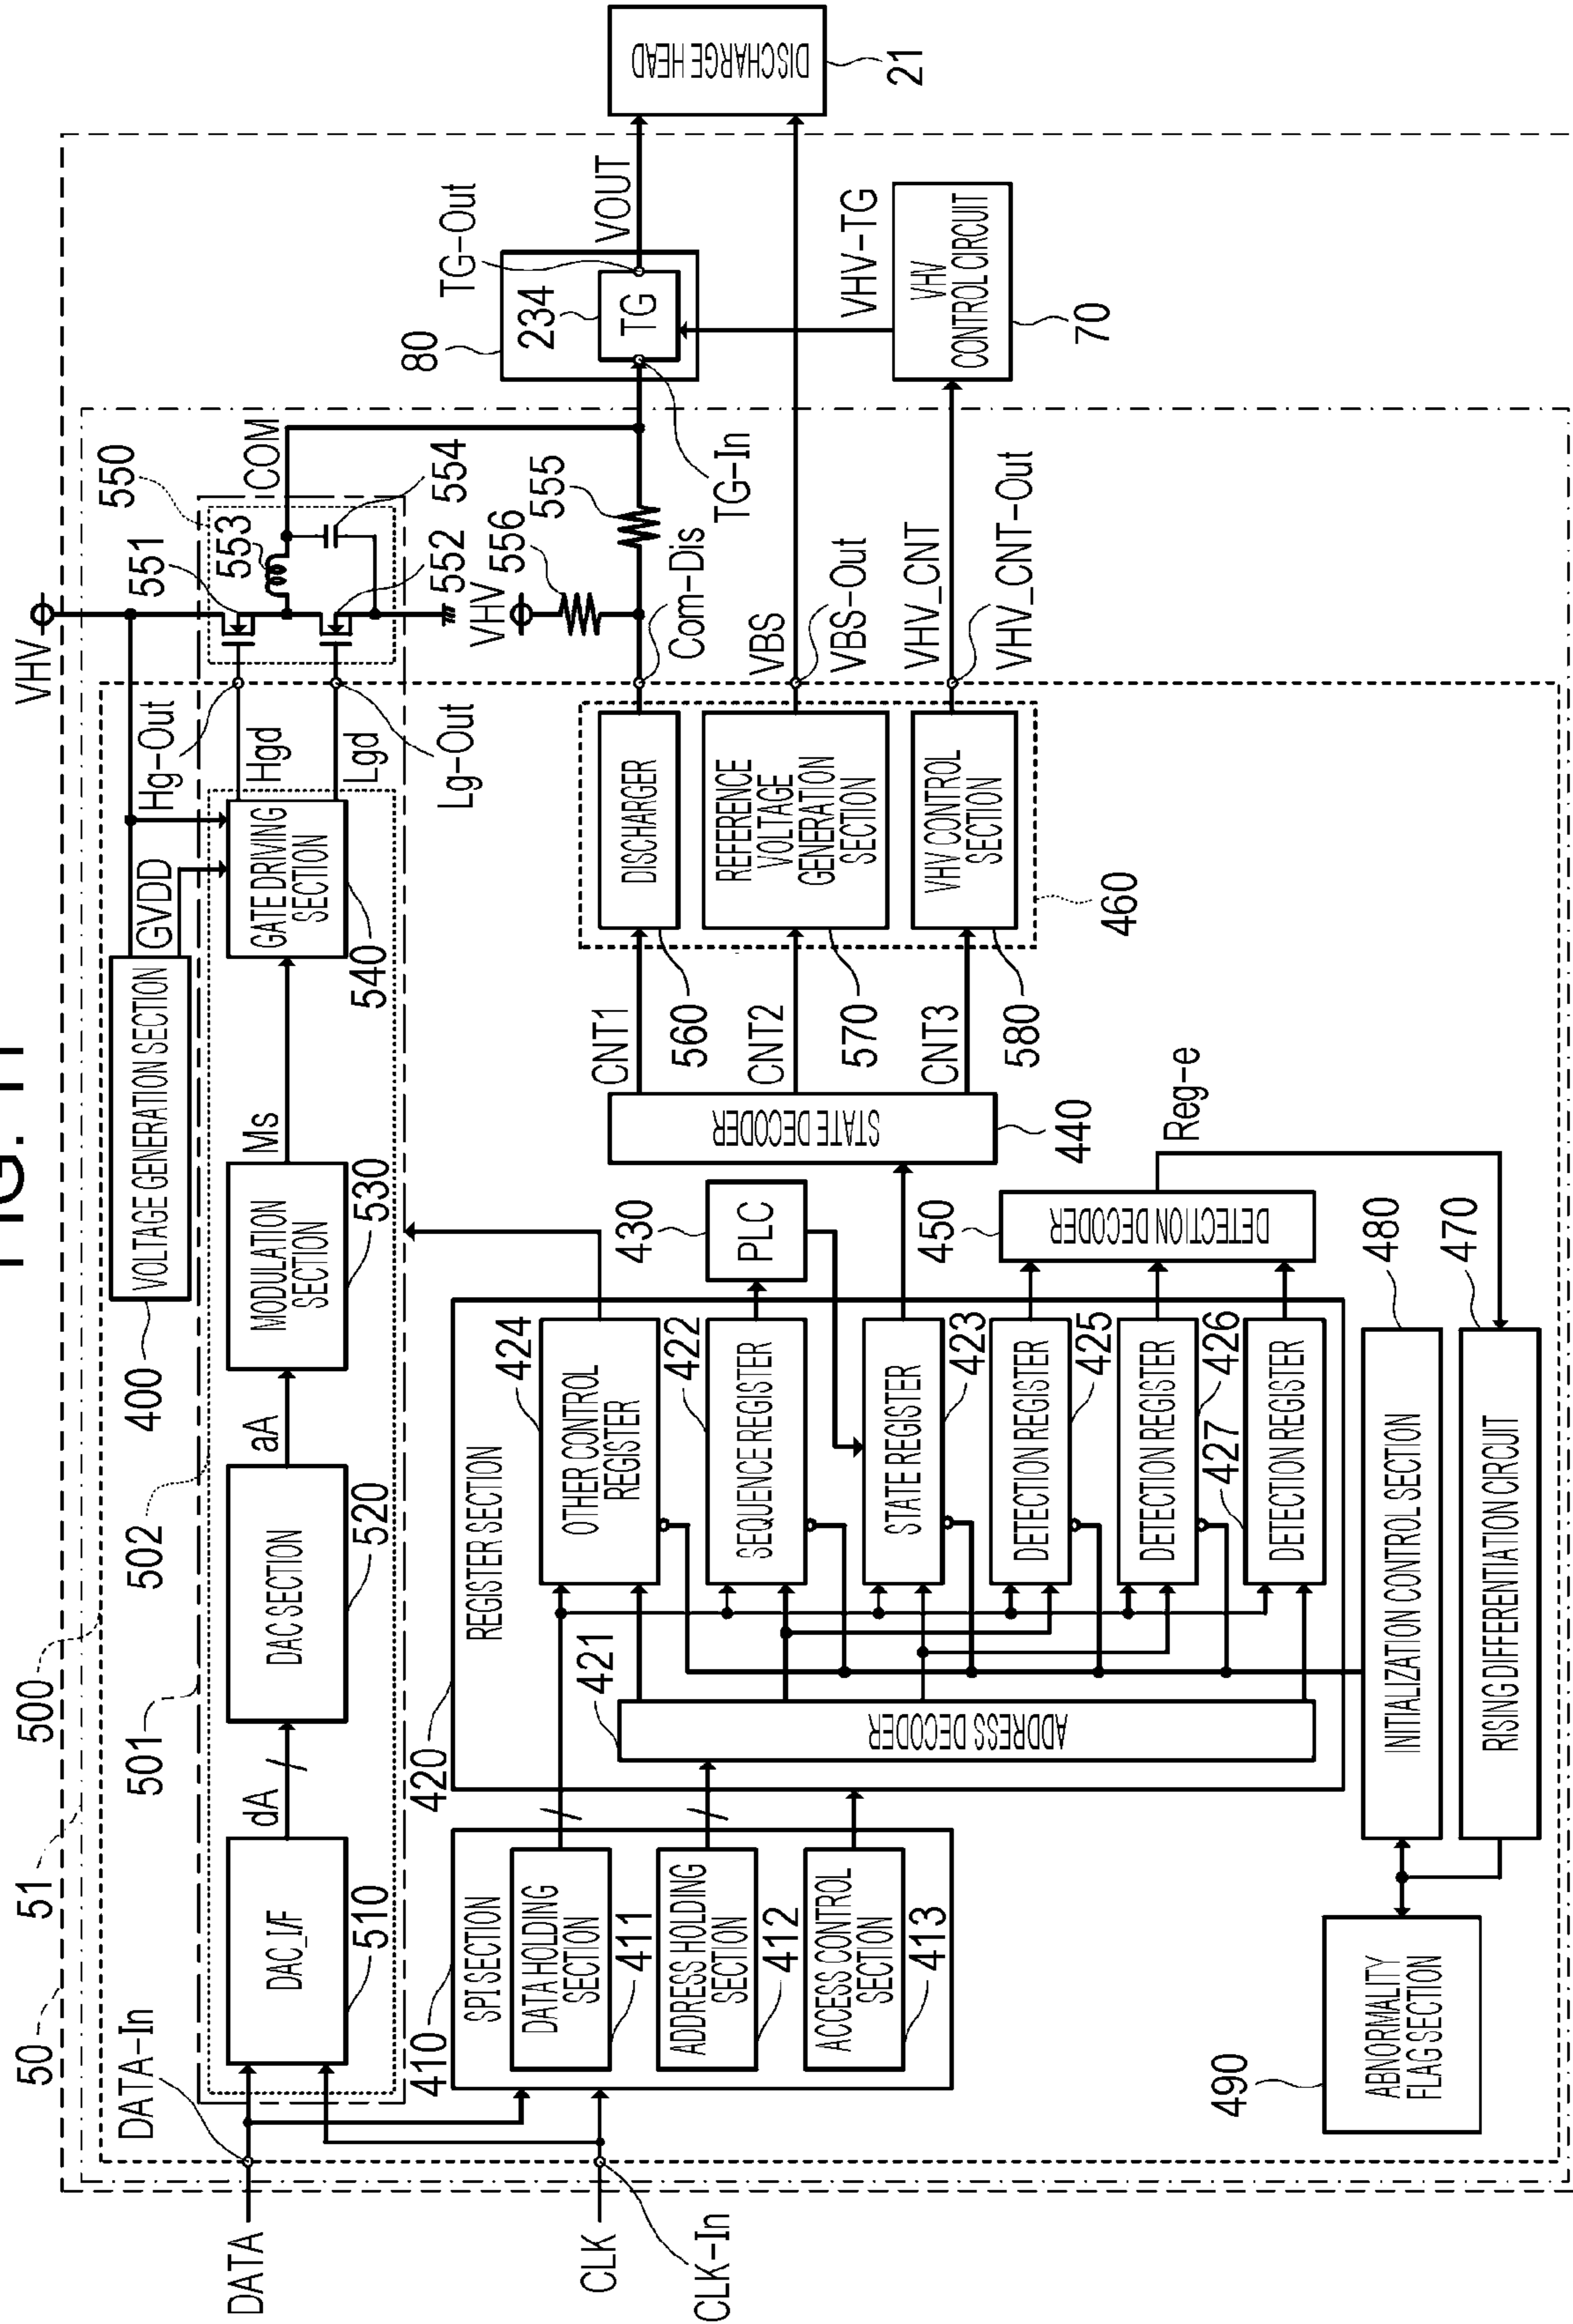 FIG. 11
50
51
500
501
502
400
VOLTAGE GENERATION SECTION
GVDD
VHV
DATA-In
DATA
CLK
CLK-In
DAC_I/F
510
dA
DAC SECTION
520
aA
MODULATION
SECTION
530
Ms
GATE DRIVING
SECTION
540
Hg-Out
Hgd
Lgd
Lg-Out
550
551
553
552
554
COM
VHV
556
555
Com-Dis
TG-In
80
234
TG
TG-Out
VOUT
DISCHARGE HEAD
21
410
SPI SECTION
DATA HOLDING
SECTION
411
ADDRESS HOLDING
SECTION
412
ACCESS CONTROL
SECTION
413
420
REGISTER SECTION
421
ADDRESS DECODER
424
OTHER CONTROL
REGISTER
422
SEQUENCE REGISTER
STATE REGISTER
423
DETECTION REGISTER
425
DETECTION REGISTER
426
427
DETECTION REGISTER
430
PLC
450
DETECTION DECODER
Reg-e
STATE DECODER
440
CNT1
560
CNT2
570
CNT3
580
DISCHARGER
REFERENCE
VOLTAGE
GENERATION
SECTION
VHV CONTROL
SECTION
460
VBS
VBS-Out
VHV_CNT
VHV_CNT-Out
VHV-TG
VHV
CONTROL CIRCUIT
70
490
ABNORMALITY
FLAG SECTION
INITIALIZATION CONTROL SECTION
480
RISING DIFFERENTIATION CIRCUIT
470